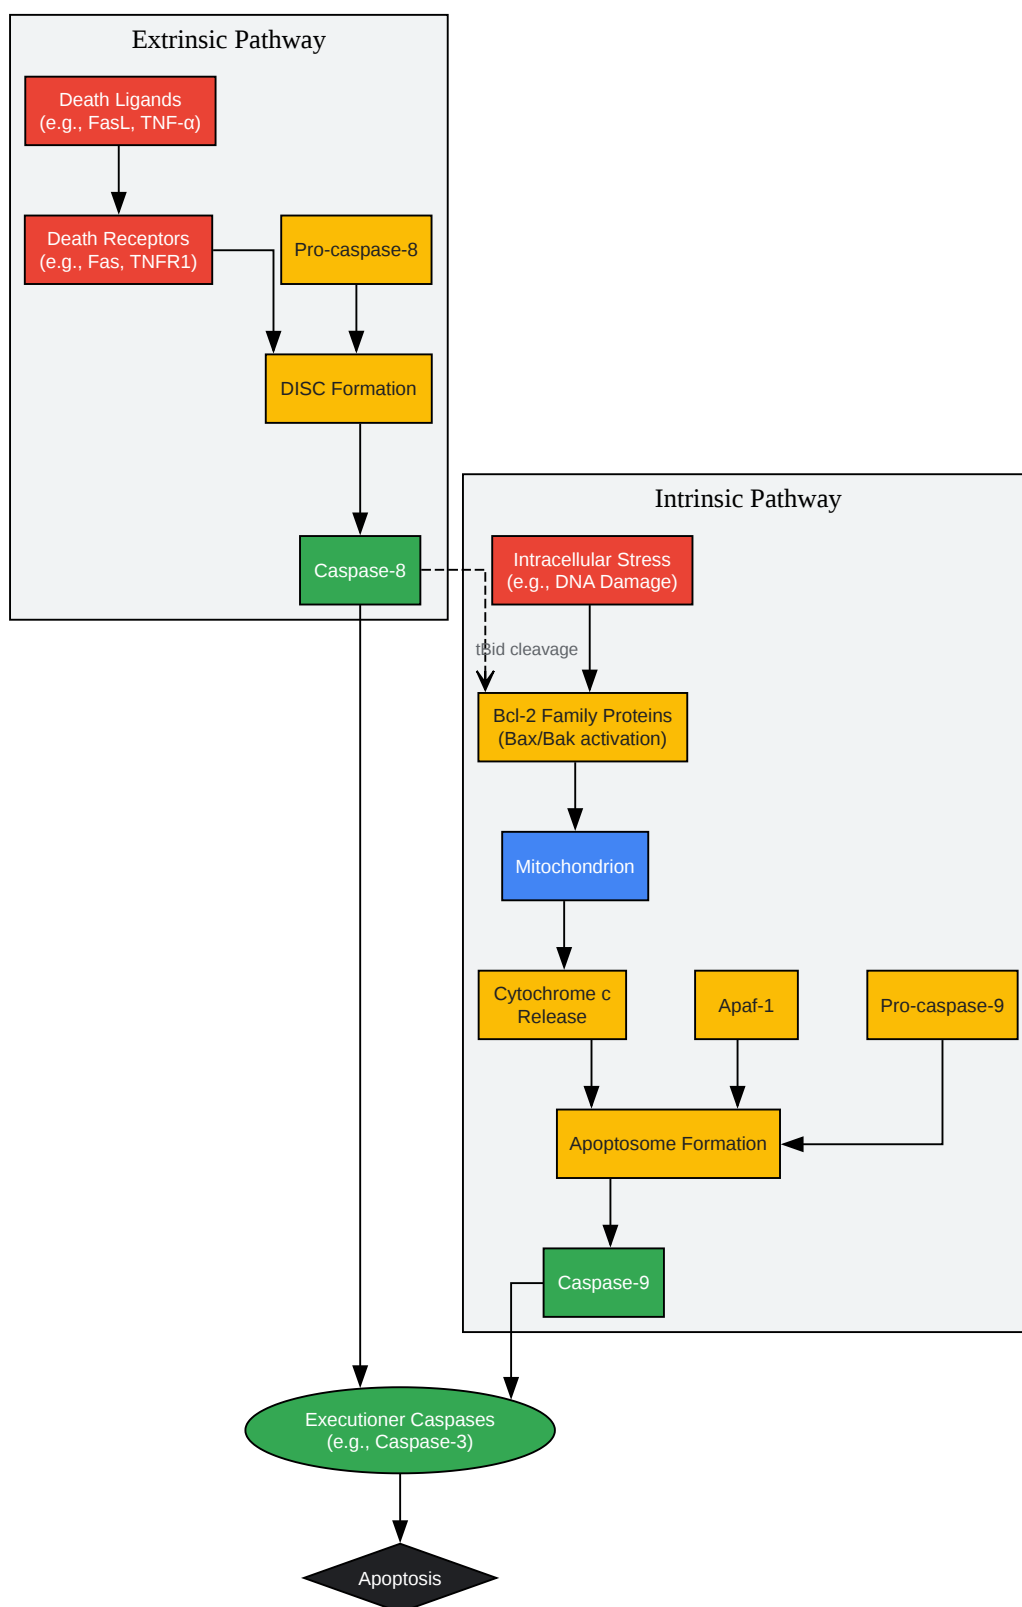 Extrinsic Pathway
Death Ligands
(e.g., FasL, TNF-α)
Death Receptors
(e.g., Fas, TNFR1)
Pro-caspase-8
DISC Formation
Caspase-8
Intrinsic Pathway
Intracellular Stress
(e.g., DNA Damage)
tBid cleavage
Bcl-2 Family Proteins
(Bax/Bak activation)
Mitochondrion
Cytochrome c
Release
Apaf-1
Pro-caspase-9
Apoptosome Formation
Caspase-9
Executioner Caspases
(e.g., Caspase-3)
Apoptosis